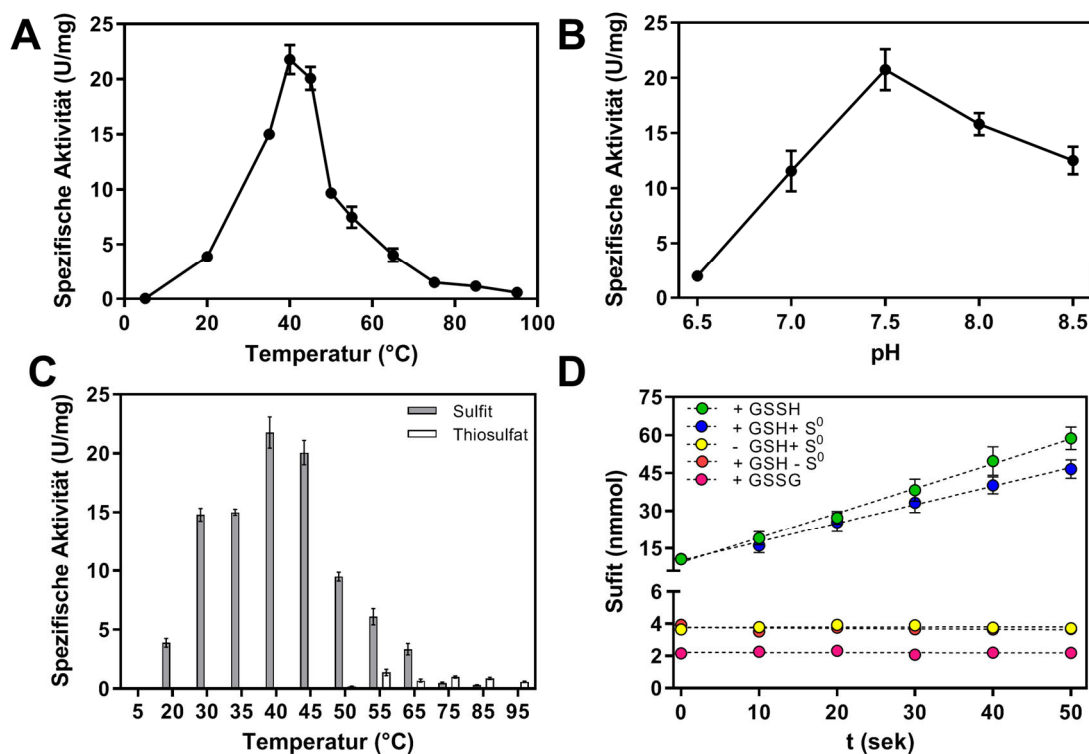 A
Spezifische Aktivität (U/mg)
25
20
15
10
5
0
0 20 40 60 80 100
Temperatur (°C)
B
Spezifische Aktivität (U/mg)
25
20
15
10
5
0
6.5 7.0 7.5 8.0 8.5
pH
C
Spezifische Aktivität (U/mg)
25
20
15
10
5
0
Sulfit
Thiosulfat
5 20 30 35 40 45 50 55 65 75 85 95
Temperatur (°C)
D
Sufit (nmmol)
75
60
45
30
15
6
4
2
0
+ GSSH
+ GSH+ S⁰
- GSH+ S⁰
+ GSH - S⁰
+ GSSG
0 10 20 30 40 50
t (sek)